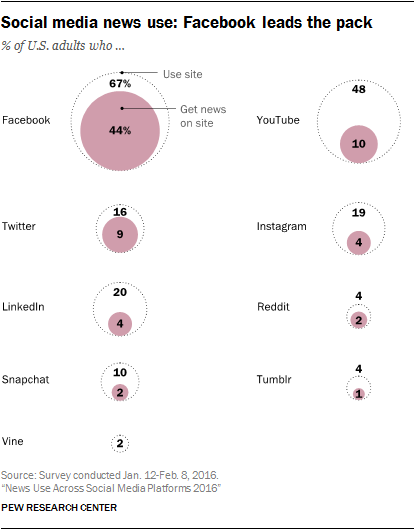 Social media news use: Facebook leads the pack
% of U.S. adults who ...
Use site
67%
Get news
on site
Facebook
44%
YouTube
48
10
Twitter
16
9
Instagram
19
4
LinkedIn
20
4
Reddit
4
2
Snapchat
10
2
Tumblr
4
1
Vine
2
Source: Survey conducted Jan. 12-Feb. 8, 2016.
“News Use Across Social Media Platforms 2016”
PEW RESEARCH CENTER